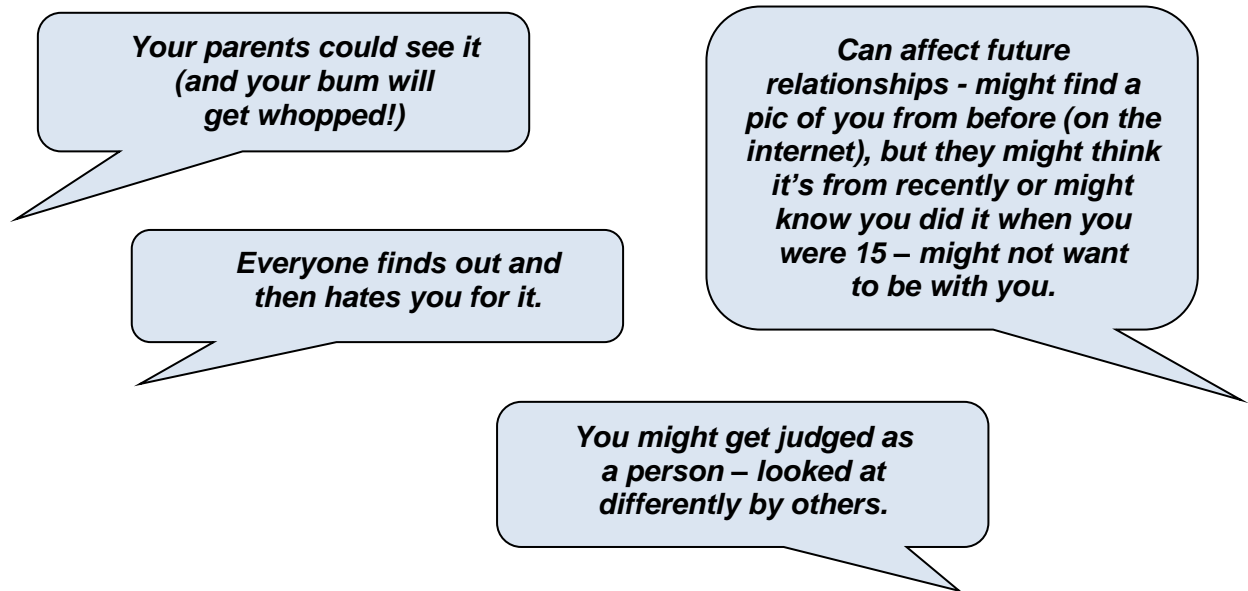 Your parents could see it
(and your bum will
get whopped!)
Can affect future
relationships - might find a
pic of you from before (on the
internet), but they might think
it’s from recently or might
know you did it when you
were 15 – might not want
to be with you.
Everyone finds out and
then hates you for it.
You might get judged as
a person – looked at
differently by others.